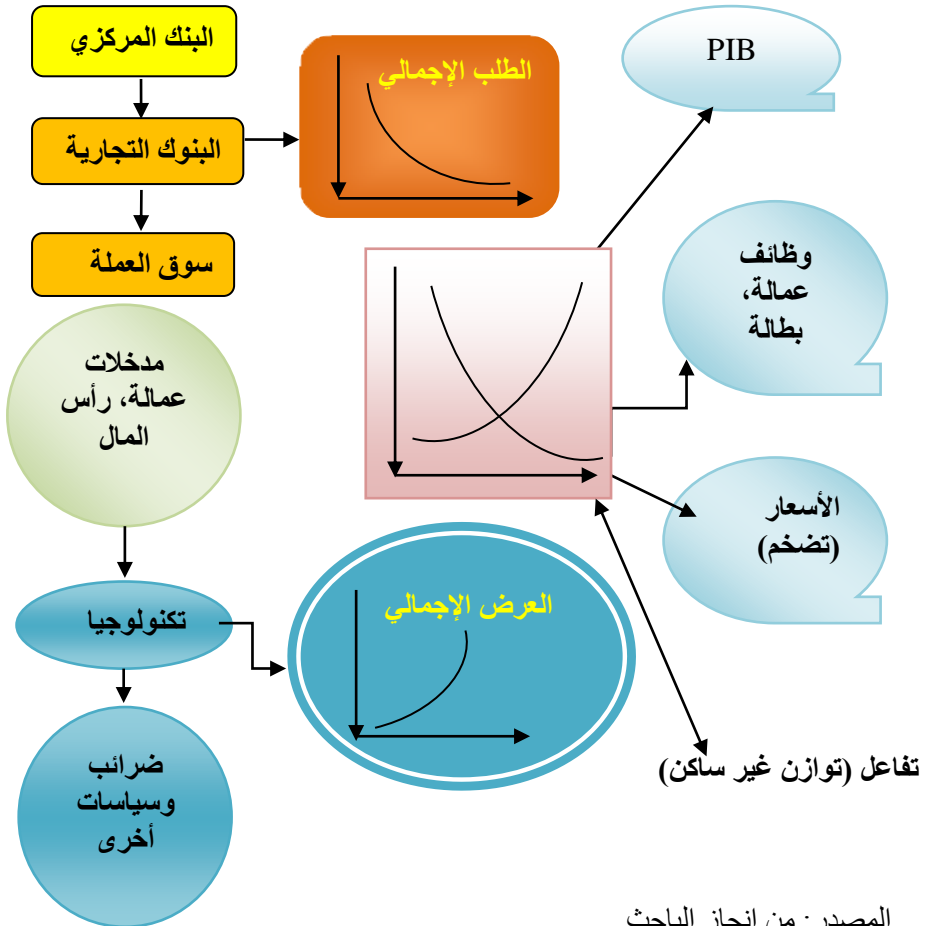 البنك المركزي
البنوك التجارية
سوق العملة
الطلب الإجمالي
PIB
وظائف
عمالة،
بطالة
مدخلات
عمالة، رأس
المال
الأسعار
(تضخم)
تكنولوجيا
العرض الإجمالي
ضرائب
وسياسات
أخرى
تفاعل (توازن غير ساكن)
المصدر: من إنجاز الباحث